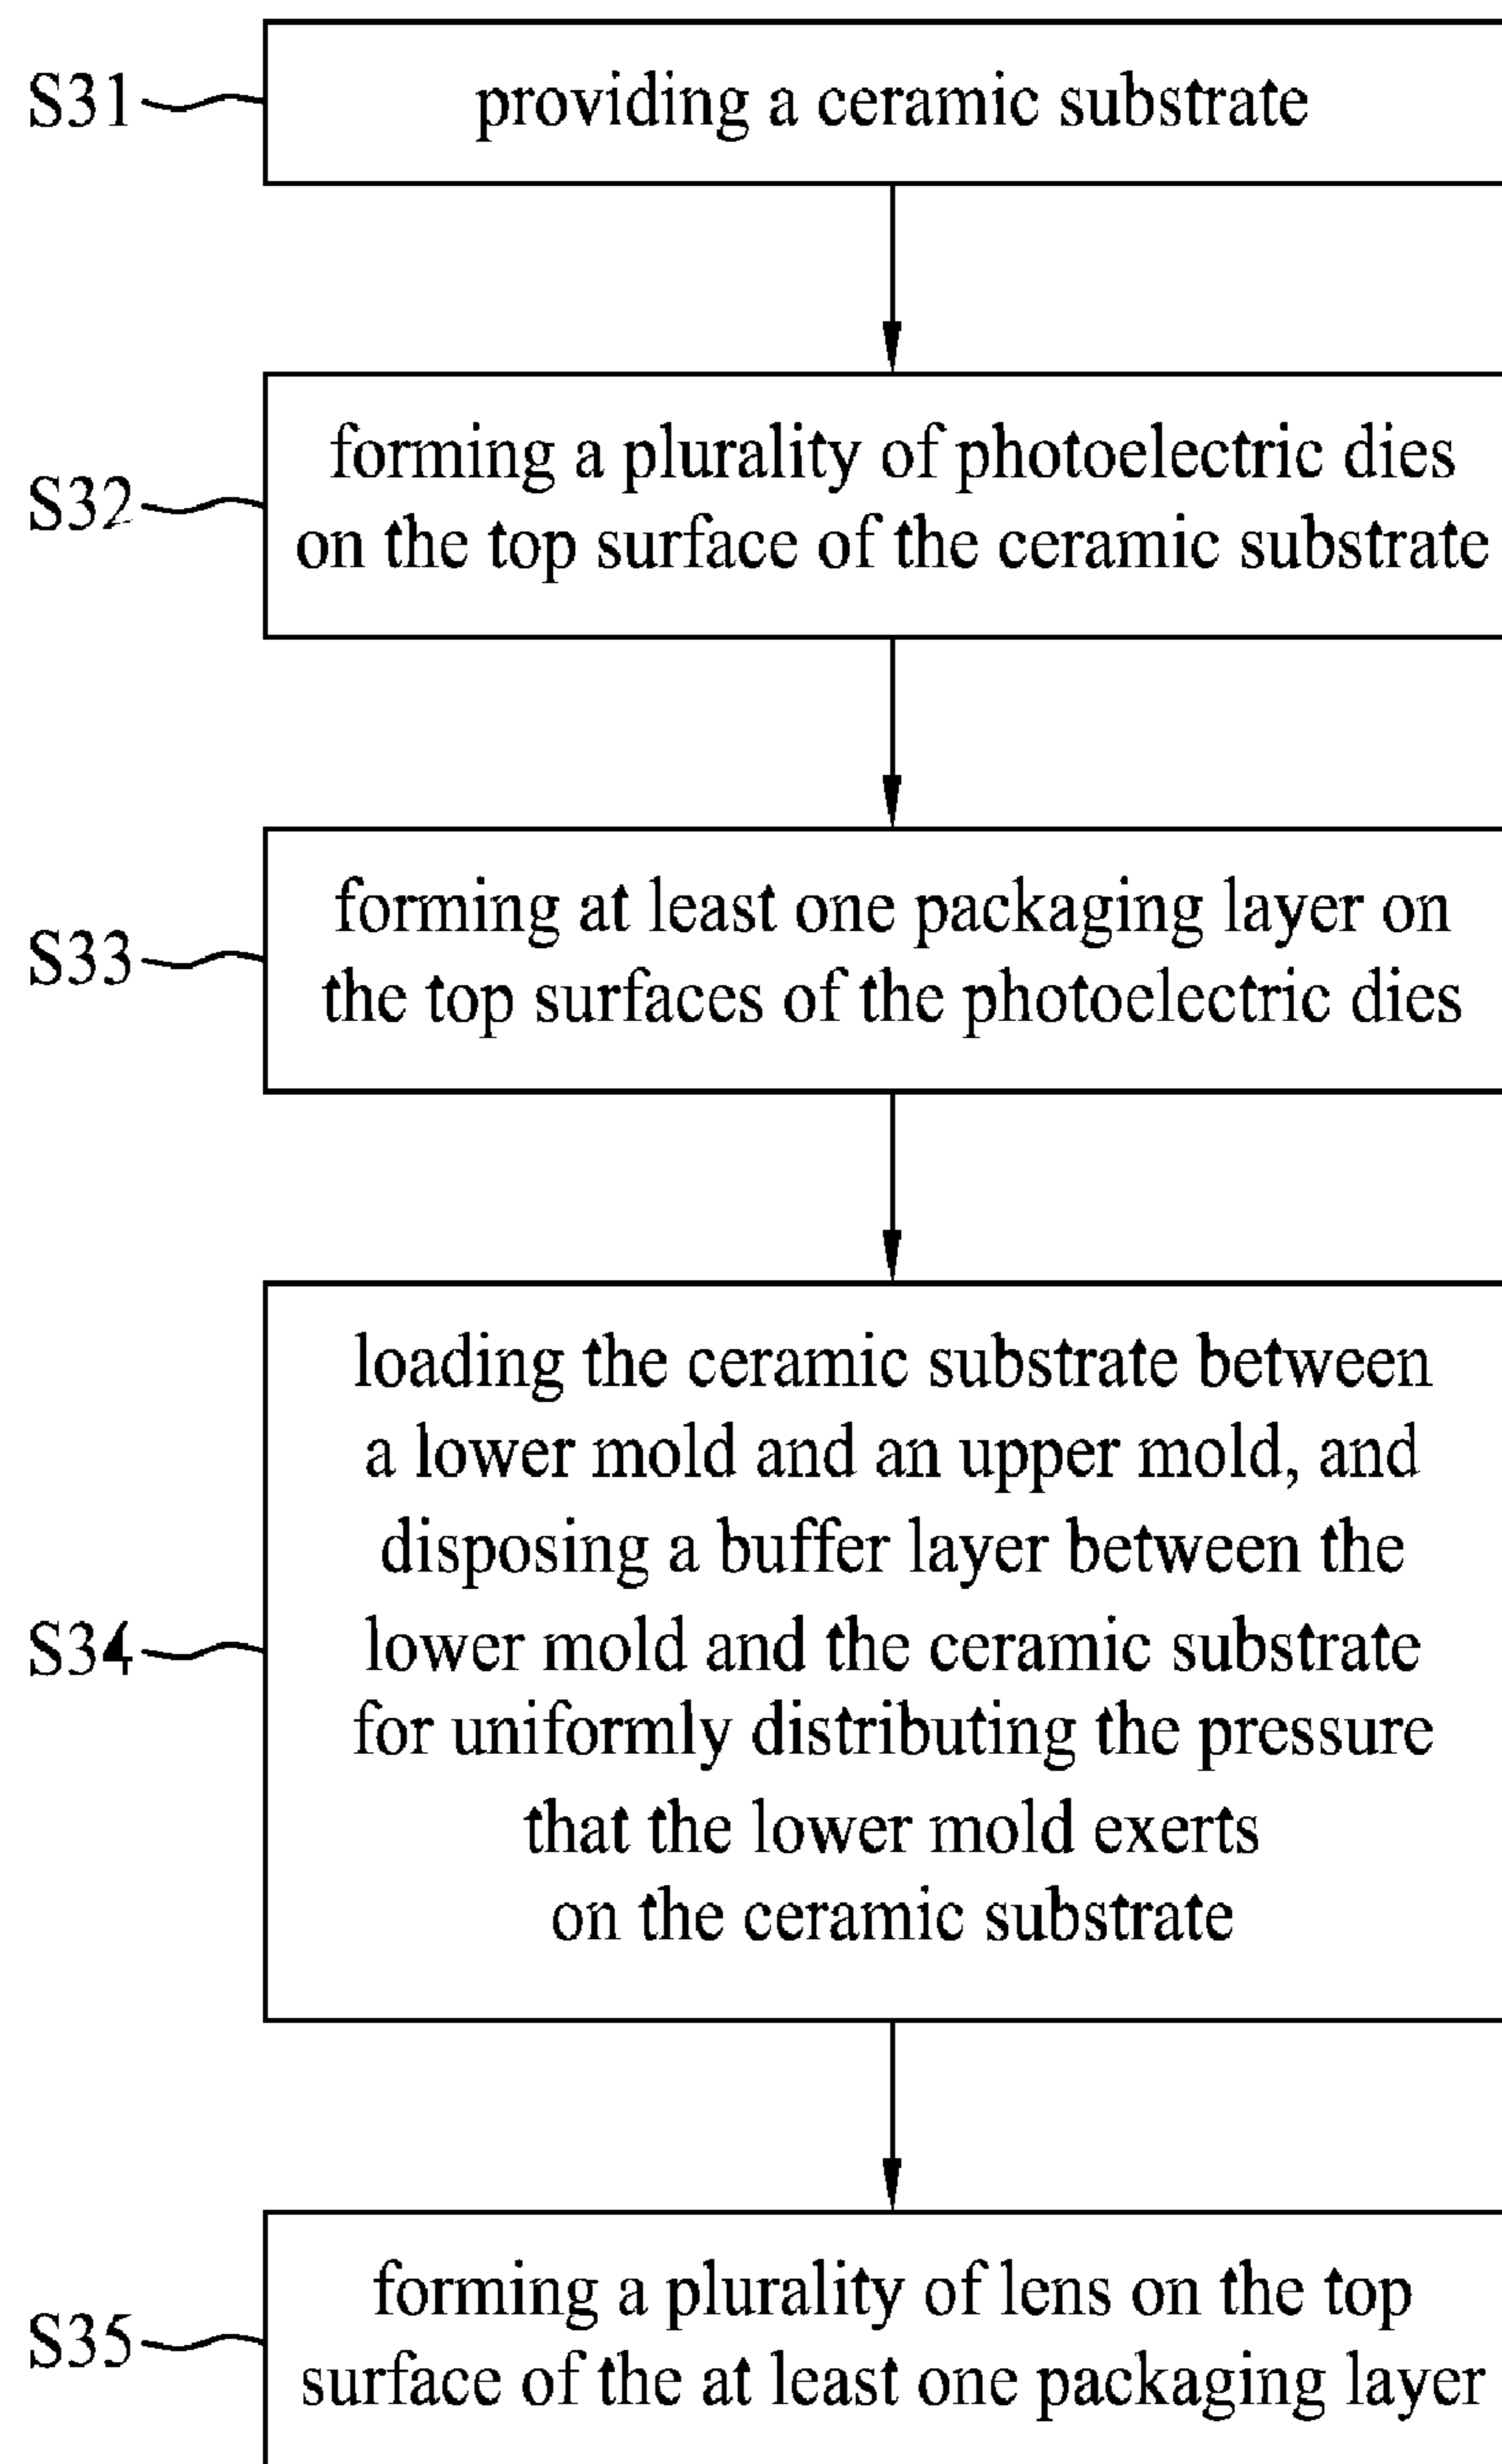 S31
providing a ceramic substrate
S32
forming a plurality of photoelectric dies
on the top surface of the ceramic substrate
S33
forming at least one packaging layer on
the top surfaces of the photoelectric dies
S34
loading the ceramic substrate between
a lower mold and an upper mold, and
disposing a buffer layer between the
lower mold and the ceramic substrate
for uniformly distributing the pressure
that the lower mold exerts
on the ceramic substrate
S35
forming a plurality of lens on the top
surface of the at least one packaging layer